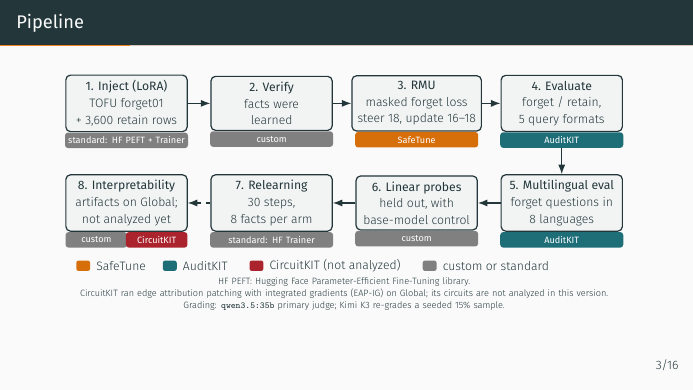 Pipeline
1. Inject (LoRA)
TOFU forget01
+ 3,600 retain rows
standard: HF PEFT + Trainer
2. Verify
facts were
learned
custom
3. RMU
masked forget loss
steer 18, update 16–18
SafeTune
4. Evaluate
forget / retain,
5 query formats
AuditKIT
8. Interpretability
artifacts on Global;
not analyzed yet
custom
CircuitKIT
7. Relearning
30 steps,
8 facts per arm
standard: HF Trainer
6. Linear probes
held out, with
base-model control
custom
5. Multilingual eval
forget questions in
8 languages
AuditKIT
SafeTune
AuditKIT
CircuitKIT (not analyzed)
custom or standard
HF PEFT: Hugging Face Parameter-Efficient Fine-Tuning library.
CircuitKIT ran edge attribution patching with integrated gradients (EAP-IG) on Global; its circuits are not analyzed in this version.
Grading: qwen3.5:35b primary judge; Kimi K3 re-grades a seeded 15% sample.
3/16